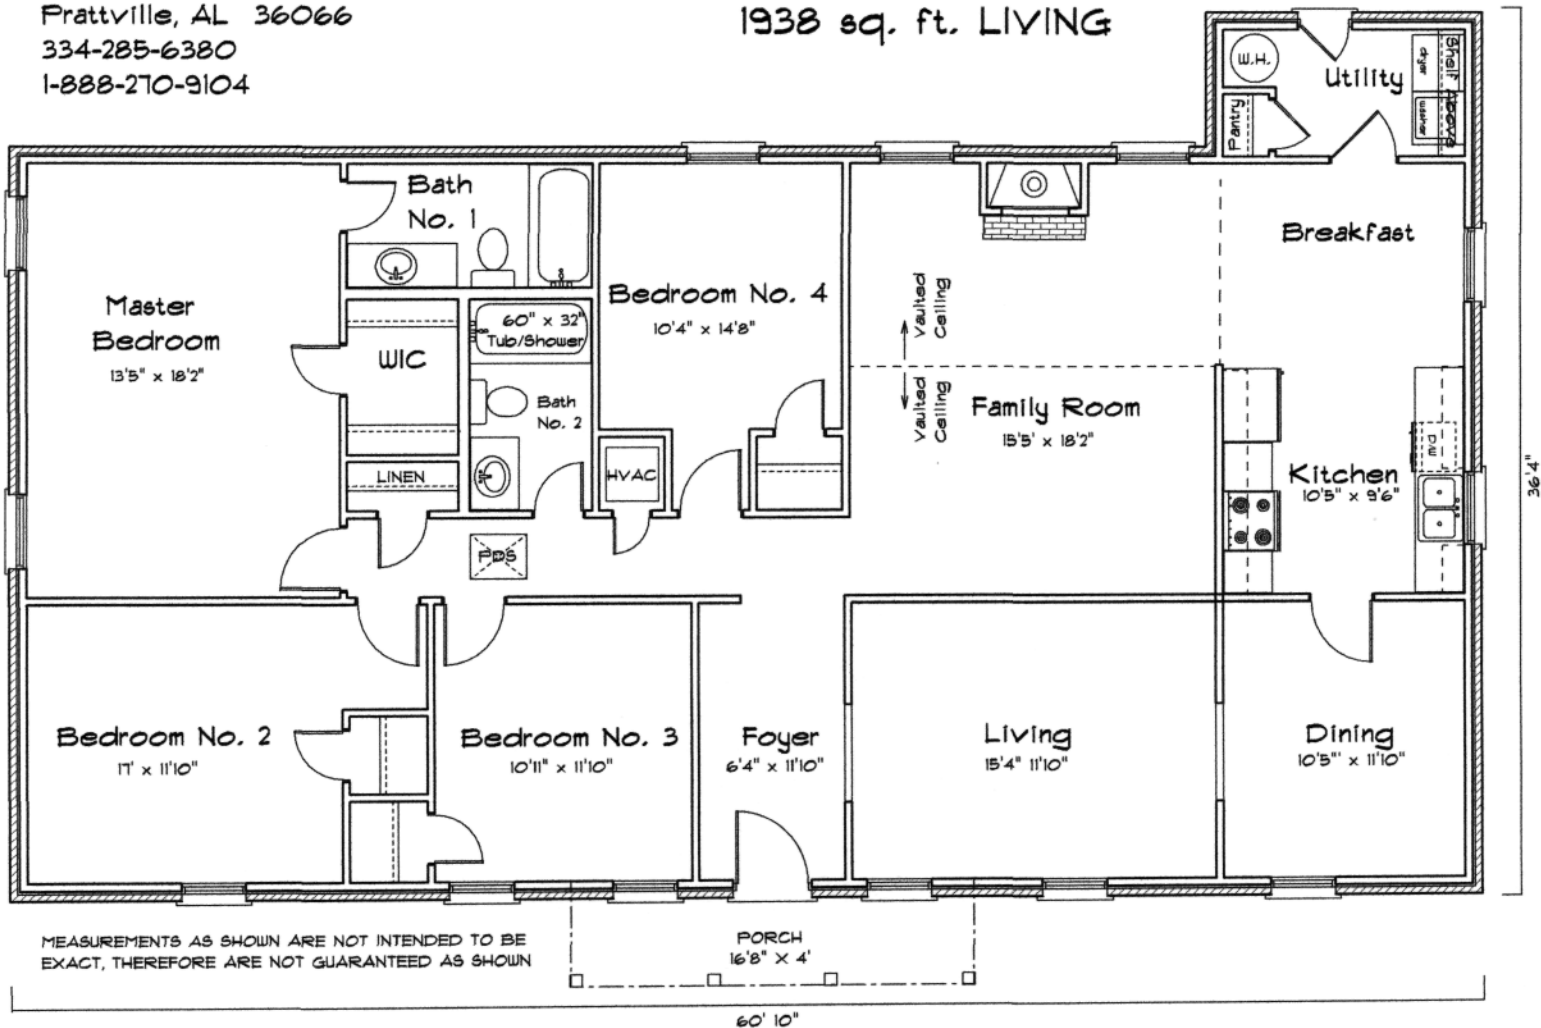 Prattville, AL 36066
334-285-6380
1-888-270-9104
1938 sq. ft. LIVING
W.H.
Utility
dryer
washer
Shelf Above
Pantry
Bath
No. 1
Breakfast
Master
Bedroom
13'5" x 18'2"
WIC
60" x 32"
Tub/Shower
Bedroom No. 4
10'4" x 14'8"
Vaulted
Ceiling
Vaulted
Ceiling
Bath
No. 2
Family Room
15'5' x 18'2"
LINEN
HVAC
D/W
Kitchen
10'5" x 9'6"
36'4"
PDS
Bedroom No. 2
17' x 11'10"
Bedroom No. 3
10'11" x 11'10"
Foyer
6'4" x 11'10"
Living
15'4" 11'10"
Dining
10'5"' x 11'10"
MEASUREMENTS AS SHOWN ARE NOT INTENDED TO BE
EXACT, THEREFORE ARE NOT GUARANTEED AS SHOWN
PORCH
16'8" X 4'
60' 10"